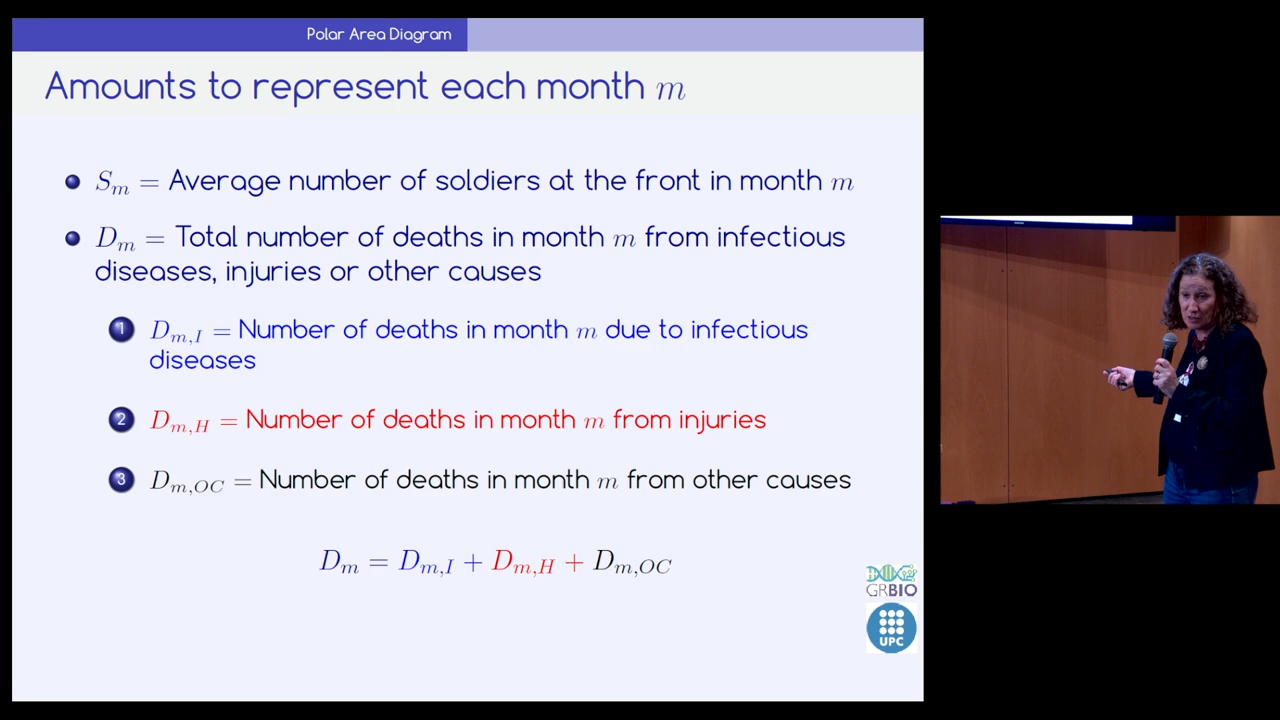 Polar Area Diagram
Amounts to represent each month m
S_m = Average number of soldiers at the front in month m
D_m = Total number of deaths in month m from infectious
diseases, injuries or other causes
1 D_{m,I} = Number of deaths in month m due to infectious
diseases
2 D_{m,H} = Number of deaths in month m from injuries
3 D_{m,OC} = Number of deaths in month m from other causes
D_m = D_{m,I} + D_{m,H} + D_{m,OC}
GRBIO
UPC